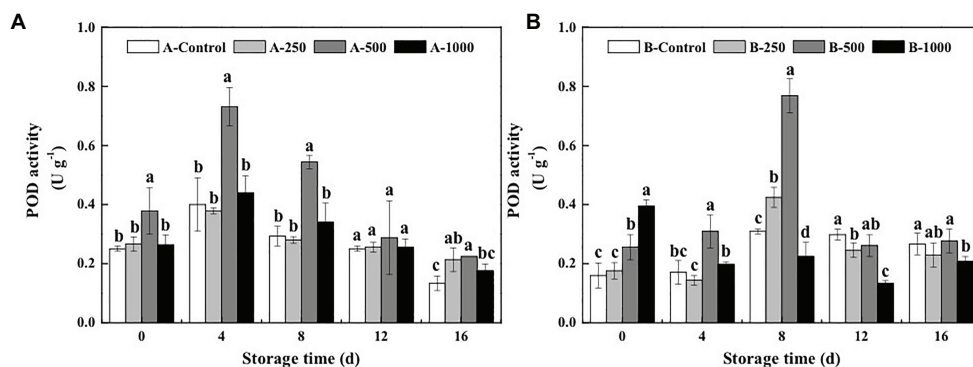 A
1.0
0.8
0.6
0.4
0.2
0.0
POD activity
(U g-1)
A-Control A-250 A-500 A-1000
b b a b
b b a b
b b a b
a a a a
c ab a bc
0 4 8 12 16
Storage time (d)
B
1.0
0.8
0.6
0.4
0.2
0.0
POD activity
(U g-1)
B-Control B-250 B-500 B-1000
c c b a
bc c a b
c b a d
a b ab c
a ab a b
0 4 8 12 16
Storage time (d)